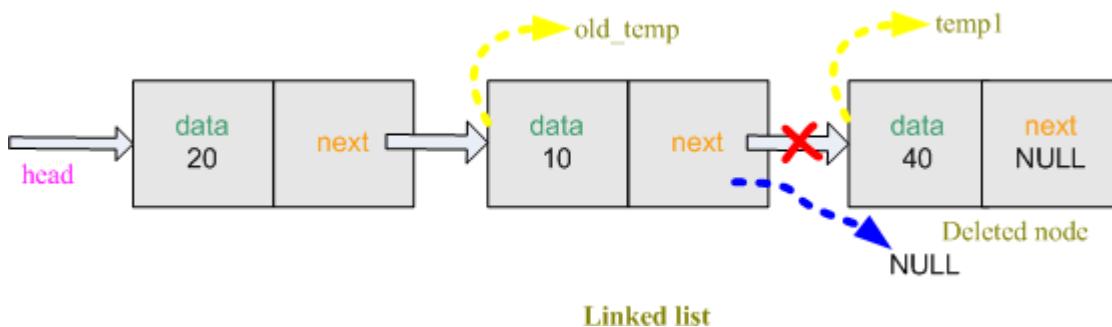 old_temp
temp1
head
data
20
next
data
10
next
data
40
next
NULL
Deleted node
NULL
Linked list